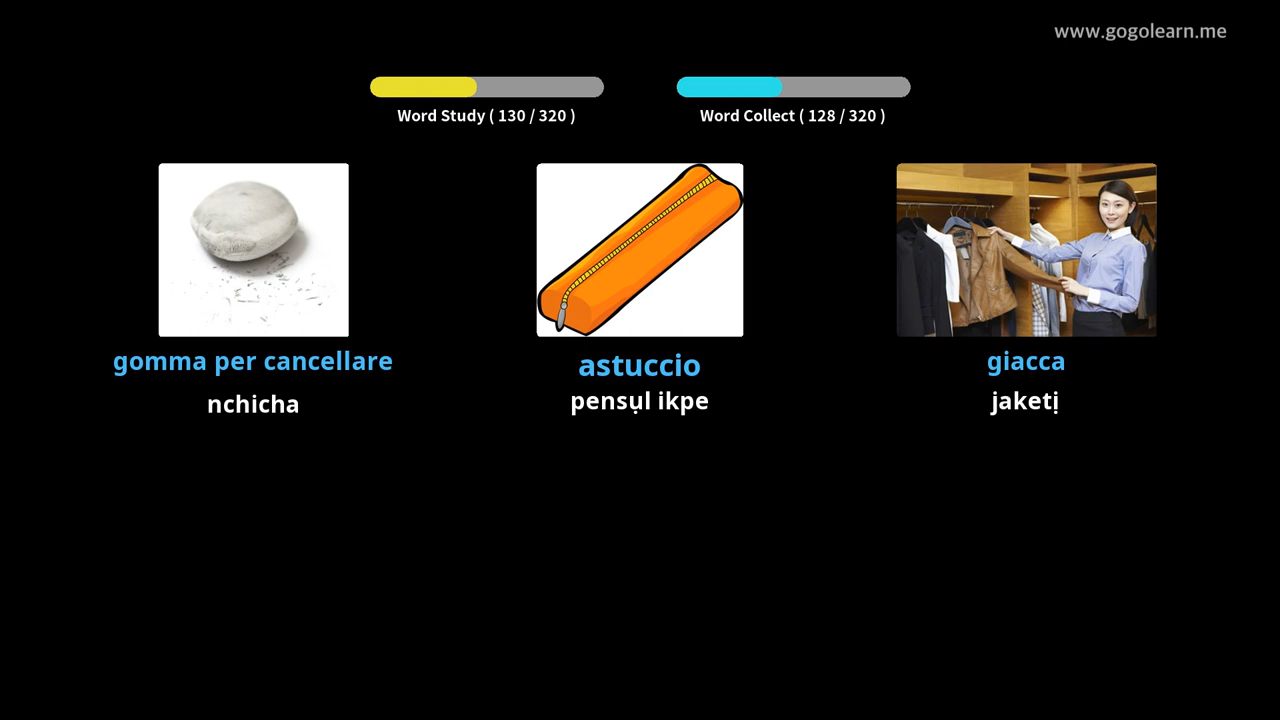 www.gogolearn.me
Word Study ( 130 / 320 )
Word Collect ( 128 / 320 )
gomma per cancellare
nchicha
astuccio
pensụl ikpe
giacca
jaketị